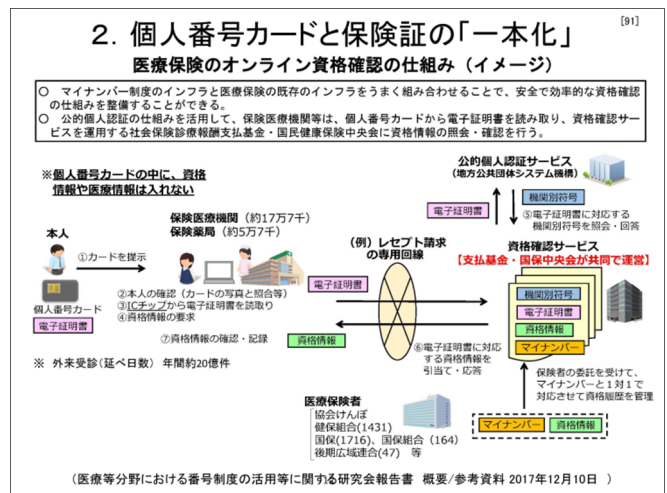 [91]
２．個人番号カードと保険証の「一本化」
医療保険のオンライン資格確認の仕組み（イメージ）
○　マイナンバー制度のインフラと医療保険の既存のインフラをうまく組み合わせることで、安全で効率的な資格確認
の仕組みを整備することができる。
○　公的個人認証の仕組みを活用して、保険医療機関等は、個人番号カードから電子証明書を読み取り、資格確認サー
ビスを運用する社会保険診療報酬支払基金・国民健康保険中央会に資格情報の照会・確認を行う。
※個人番号カードの中に、資格
情報や医療情報は入れない
公的個人認証サービス
（地方公共団体システム機構）
電子証明書
機関別符号
⑤電子証明書に対応する
機関別符号を照会・回答
本人
①カードを提示
個人番号カード
電子証明書
保険医療機関（約17万7千）
保険薬局（約5万7千）
②本人の確認（カードの写真と照合等）
③ICチップから電子証明書を読取り
④資格情報の要求
⑦資格情報の確認・記録
（例）レセプト請求
の専用回線
電子証明書
資格情報
⑥電子証明書に対応
する資格情報を
引当て・応答
資格確認サービス
【支払基金・国保中央会が共同で運営】
機関別符号
電子証明書
資格情報
マイナンバー
※　外来受診（延べ日数）　年間約20億件
保険者の委託を受けて、
マイナンバーと１対１で
対応させて資格履歴を管理
マイナンバー
資格情報
医療保険者
協会けんぽ
健保組合(1431)
国保(1716)、国保組合（164）
後期広域連合(47)　等
（医療等分野における番号制度の活用等に関する研究会報告書　概要/参考資料 2017年12月10日　）